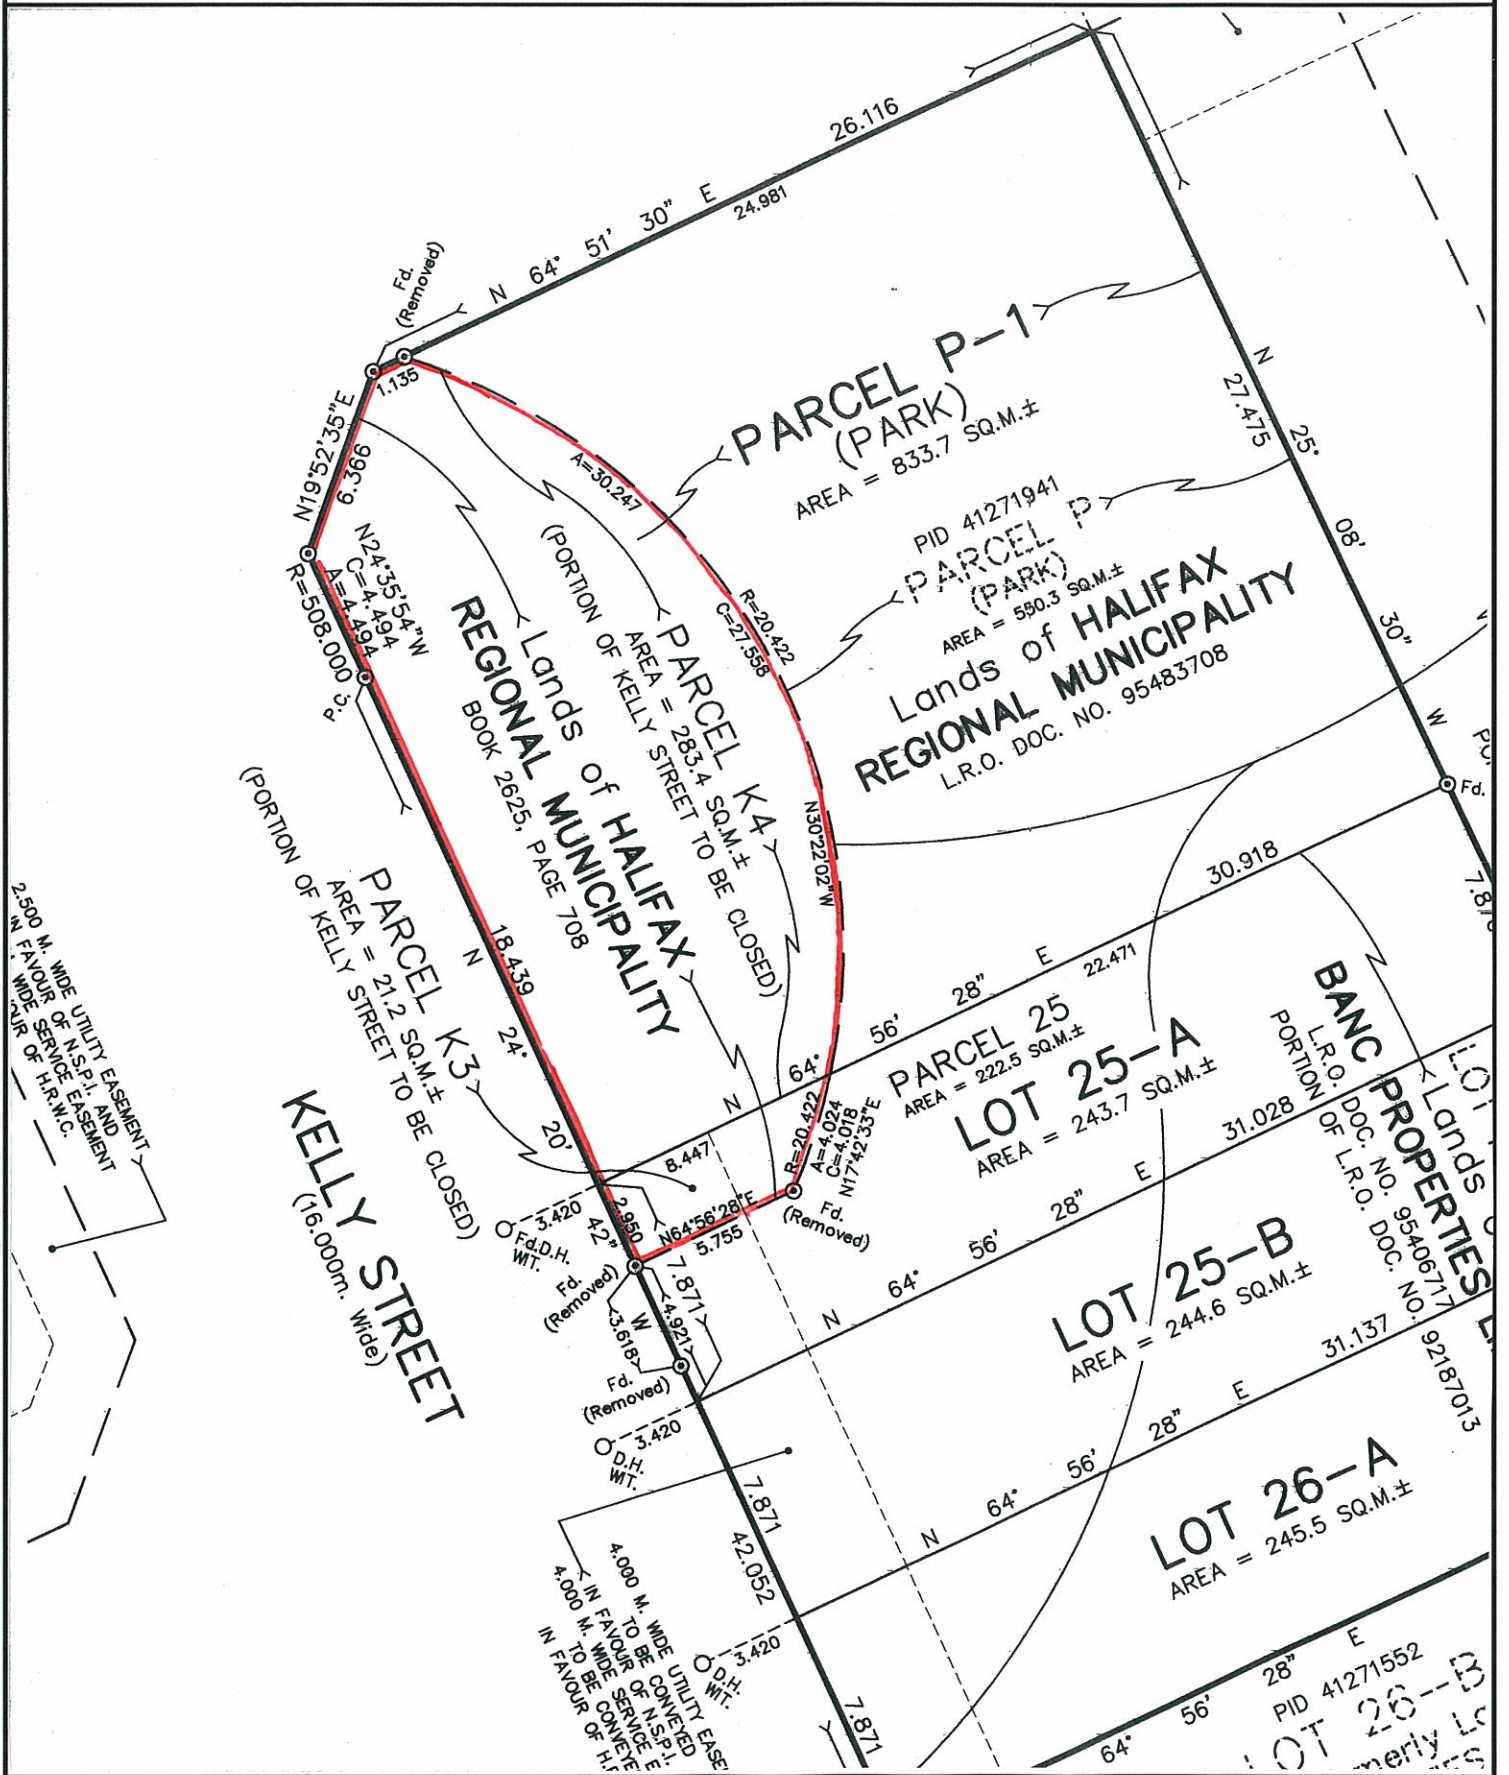 26.116
N 64° 51' 30" E
24.981
Fd.
(Removed)
1.135
N19°52'35"E
6.366
N24°35'54"W
C=4.494
A=4.494
R=508.000
P.C.
A=30.247
R=20.422
C=27.558
N30°22'02"W
PARCEL P-1
(PARK)
AREA = 833.7 SQ.M.±
PID 41271941
PARCEL P
(PARK)
AREA = 550.3 SQ.M.±
Lands of HALIFAX
REGIONAL MUNICIPALITY
L.R.O. DOC. NO. 95483708
N 25° 08' 30" W
27.475
Fd.
PARCEL K4
AREA = 283.4 SQ.M.±
(PORTION OF KELLY STREET TO BE CLOSED)
Lands of HALIFAX
REGIONAL MUNICIPALITY
BOOK 2625, PAGE 708
PARCEL K3
AREA = 21.2 SQ.M.±
(PORTION OF KELLY STREET TO BE CLOSED)
18.439
N 24° 20' 42" W
2.500 M. WIDE UTILITY EASEMENT
IN FAVOUR OF N.S.P.I. AND
WIDE SERVICE EASEMENT
OF H.R.W.C.
KELLY STREET
(16.000m. Wide)
30.918
N 64° 56' 28" E
22.471
8.447
PARCEL 25
AREA = 222.5 SQ.M.±
LOT 25-A
AREA = 243.7 SQ.M.±
R=20.422
A=4.024
C=4.018
N17°42'33"E
Fd.
(Removed)
N64°56'28"E
5.755
2.950
3.420
Fd.D.H.
WIT.
Fd.
(Removed)
7.871
4.921
3.618
Fd.
(Removed)
3.420
D.H.
WIT.
BANC PROPERTIES
Lands
L.R.O. DOC. NO. 95406717
PORTION OF L.R.O. DOC. NO. 92187013
31.028
N 64° 56' 28" E
LOT 25-B
AREA = 244.6 SQ.M.±
31.137
N 64° 56' 28" E
LOT 26-A
AREA = 245.5 SQ.M.±
7.871
42.052
4.000 M. WIDE UTILITY
TO BE CONVEYED
IN FAVOUR OF N.S.P.I.
4.000 M. WIDE SERVICE
TO BE
IN FAVOUR OF
3.420
D.H.
WIT.
7.871
64° 56' 28" E
PID 41271552
LOT 26-B